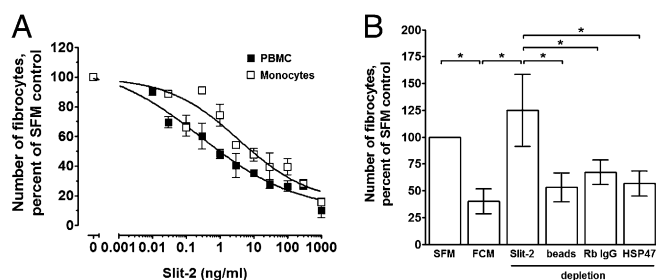 A
Number of fibrocytes,
percent of SFM control
120
100
80
60
40
20
0
PBMC
Monocytes
0 0.001 0.01 0.1 1 10 100 1000
Slit-2 (ng/ml)
B
Number of fibrocytes,
percent of SFM control
200
175
150
125
100
75
50
25
0
* * * * *
SFM FCM Slit-2 beads Rb IgG HSP47
depletion